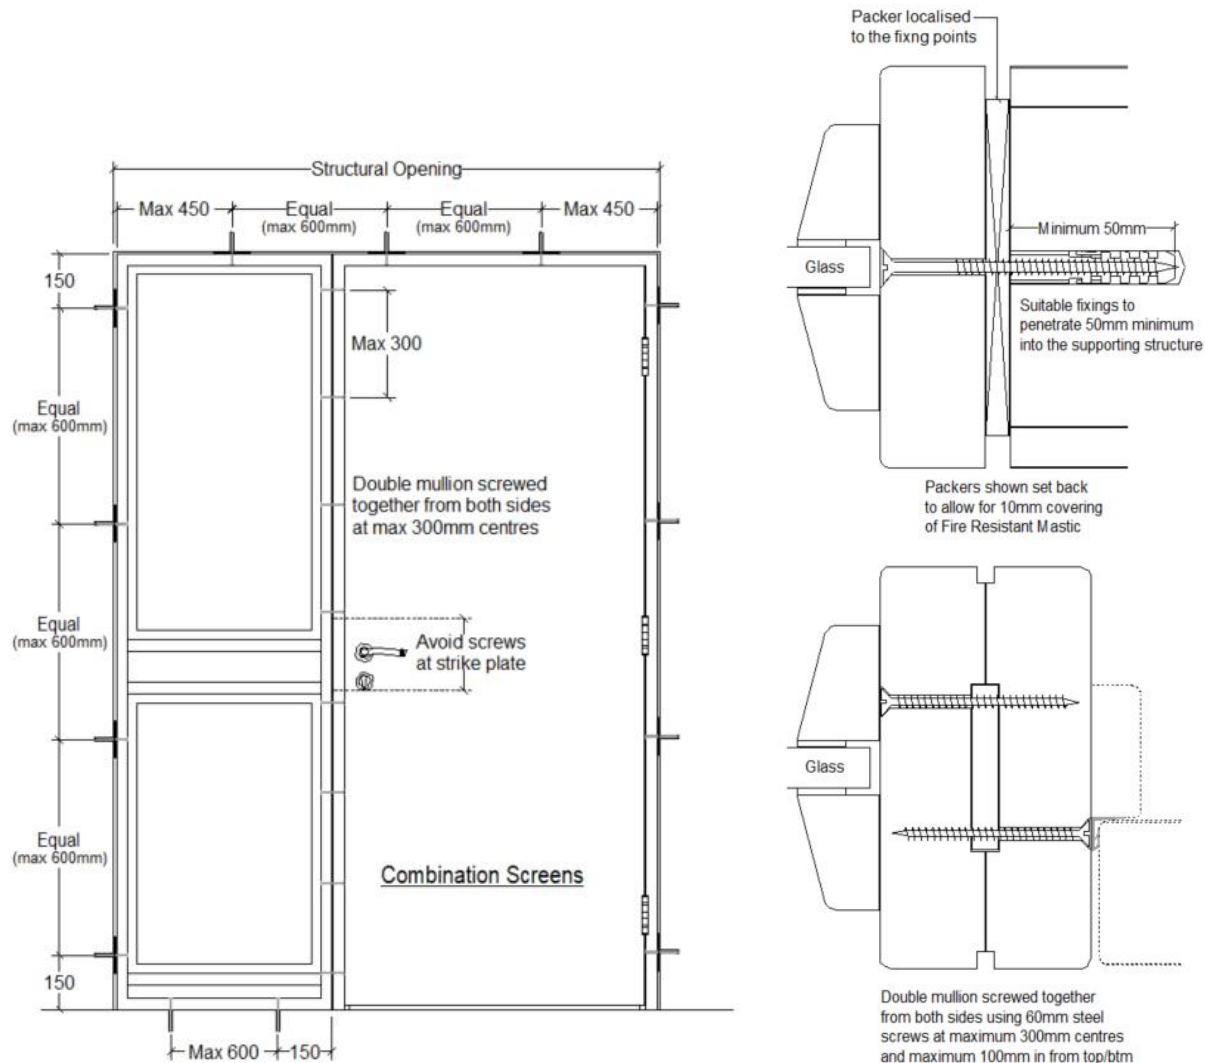 Structural Opening
Max 450
Equal
(max 600mm)
Equal
(max 600mm)
Max 450
150
Equal
(max 600mm)
Equal
(max 600mm)
Equal
(max 600mm)
150
Max 300
Double mullion screwed
together from both sides
at max 300mm centres
Avoid screws
at strike plate
Combination Screens
Max 600
150
Packer localised
to the fixng points
Minimum 50mm
Glass
Suitable fixings to
penetrate 50mm minimum
into the supporting structure
Packers shown set back
to allow for 10mm covering
of Fire Resistant Mastic
Glass
Double mullion screwed together
from both sides using 60mm steel
screws at maximum 300mm centres
and maximum 100mm in from top/btm